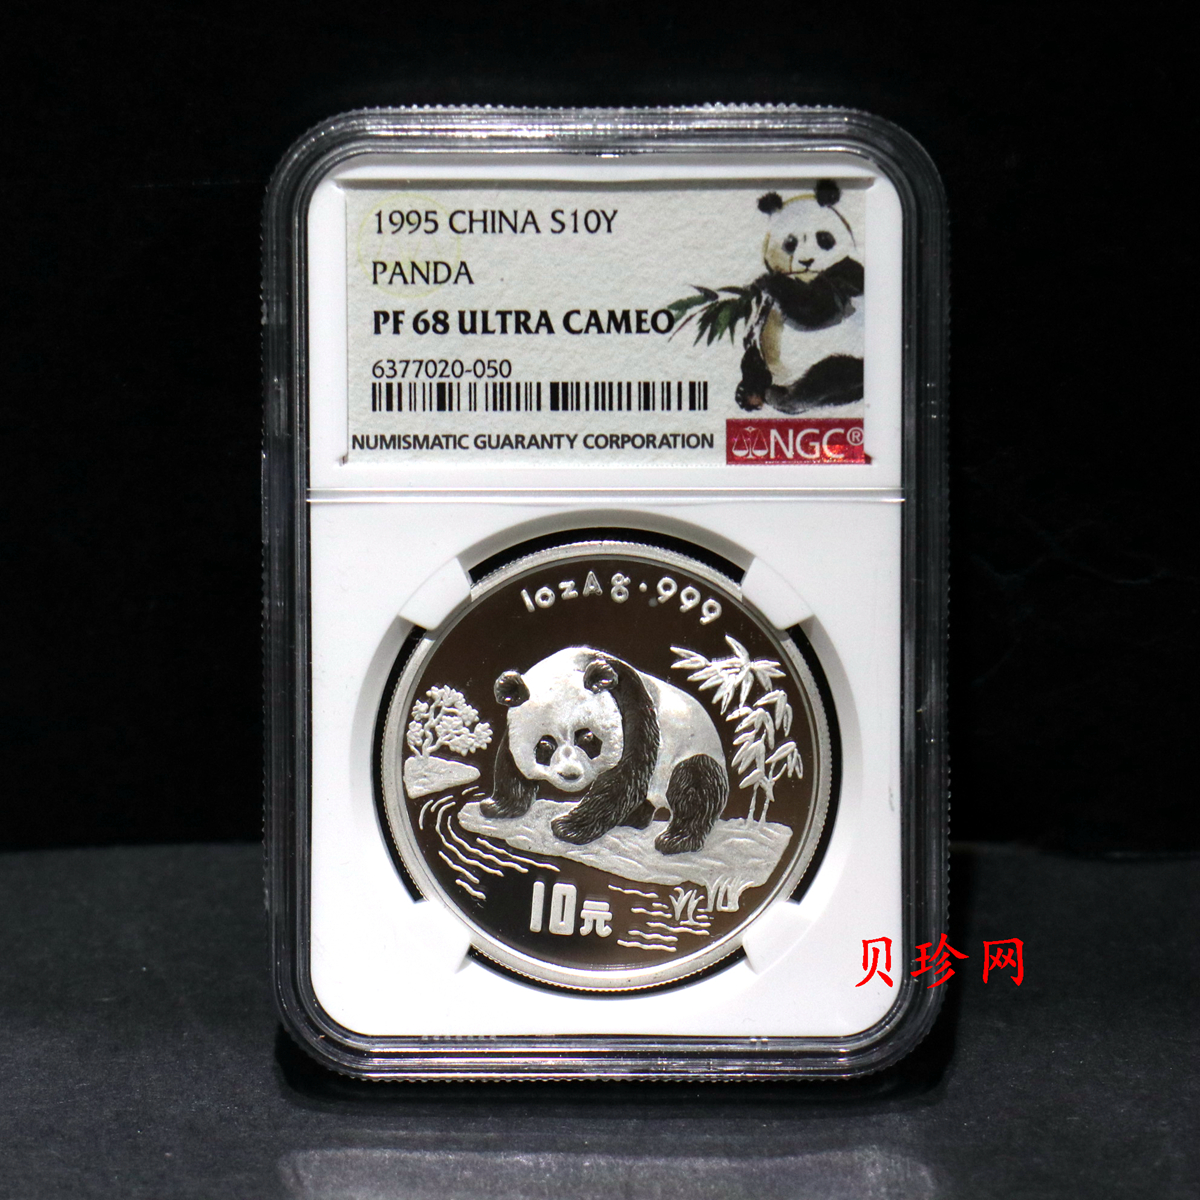 1995 CHINA S10Y
PANDA
PF 68 ULTRA CAMEO
6377020-050
NUMISMATIC GUARANTY CORPORATION
NGC®
1oz Ag·999
10元
贝珍网